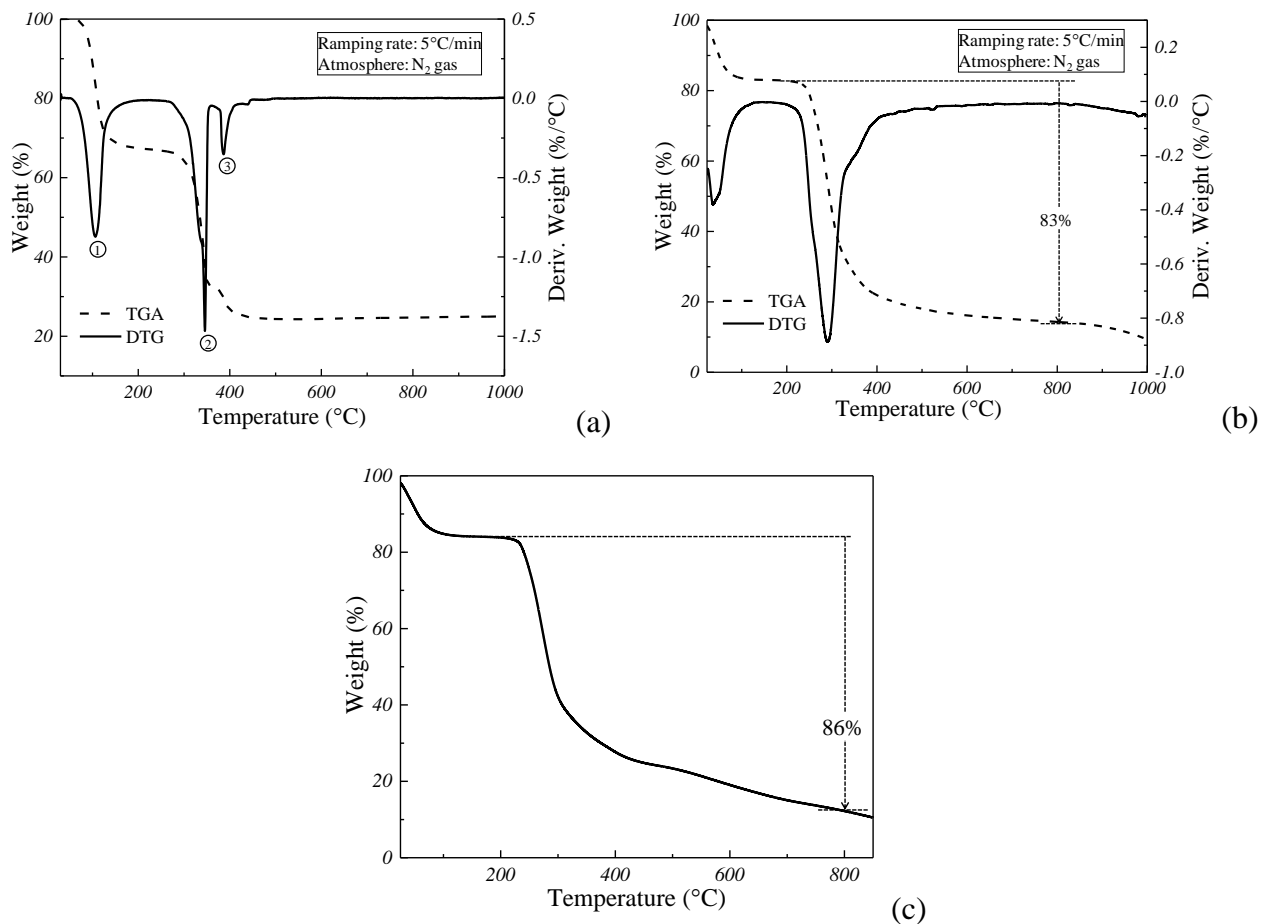 100
80
60
40
20
Weight (%)
Ramping rate: 5°C/min
Atmosphere: N₂ gas
①
②
③
TGA
DTG
0.5
0.0
-0.5
-1.0
-1.5
Deriv. Weight (%/°C)
200 400 600 800 1000
Temperature (°C)
(a)
100
80
60
40
20
0
Weight (%)
Ramping rate: 5°C/min
Atmosphere: N₂ gas
83%
TGA
DTG
0.2
0.0
-0.2
-0.4
-0.6
-0.8
-1.0
Deriv. Weight (%/°C)
200 400 600 800 1000
Temperature (°C)
(b)
100
80
60
40
20
0
Weight (%)
86%
200 400 600 800
Temperature (°C)
(c)